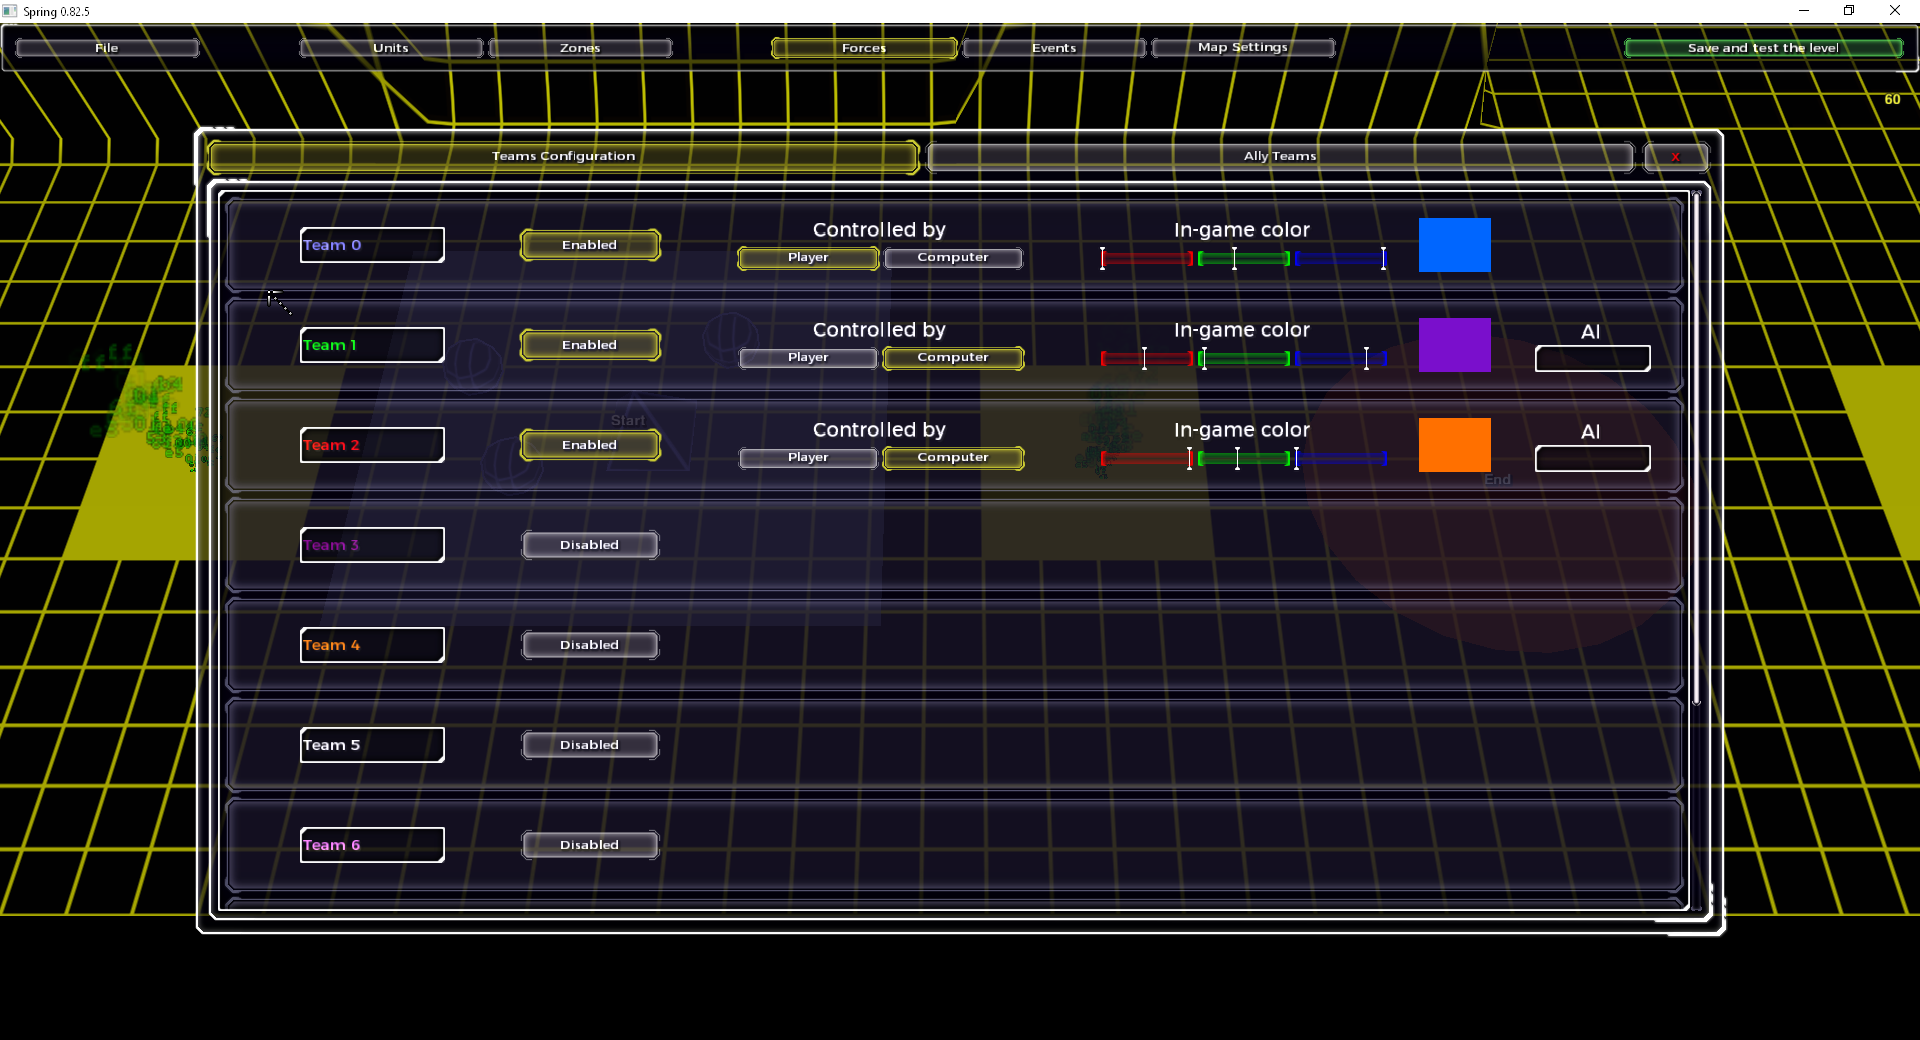 Spring 0.82.5
File Units Zones Forces Events Map Settings Save and test the level
60
Teams Configuration Ally Teams x
Team 0 Enabled Controlled by Player Computer In-game color
Team 1 Enabled Controlled by Player Computer In-game color AI
Start
Team 2 Enabled Controlled by Player Computer In-game color AI
End
Team 3 Disabled
Team 4 Disabled
Team 5 Disabled
Team 6 Disabled